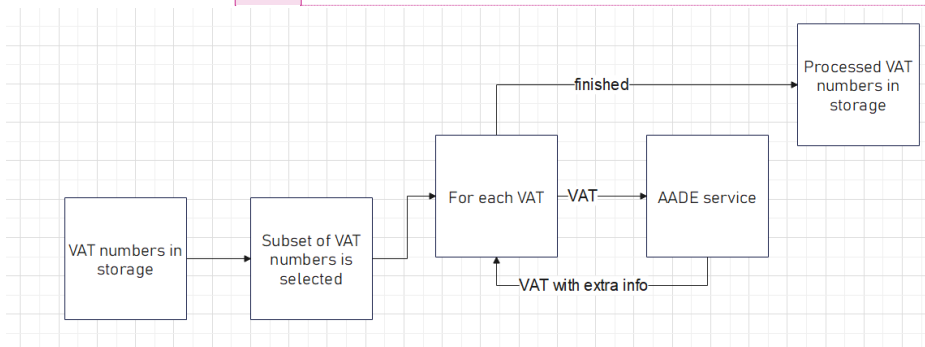 finished
Processed VAT
numbers in
storage
For each VAT
VAT
AADE service
VAT numbers in
storage
Subset of VAT
numbers is
selected
VAT with extra info